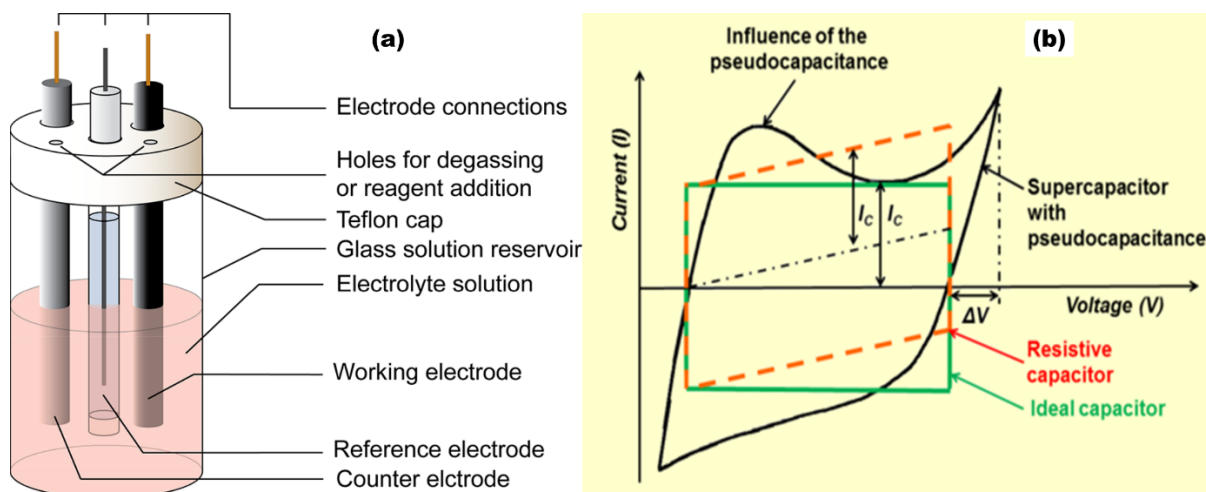 (a)
Electrode connections
Holes for degassing
or reagent addition
Teflon cap
Glass solution reservoir
Electrolyte solution
Working electrode
Reference electrode
Counter elctrode
(b)
Influence of the
pseudocapacitance
Current (I)
I_C
I_C
Supercapacitor
with
pseudocapacitance
Voltage (V)
ΔV
Resistive
capacitor
Ideal capacitor